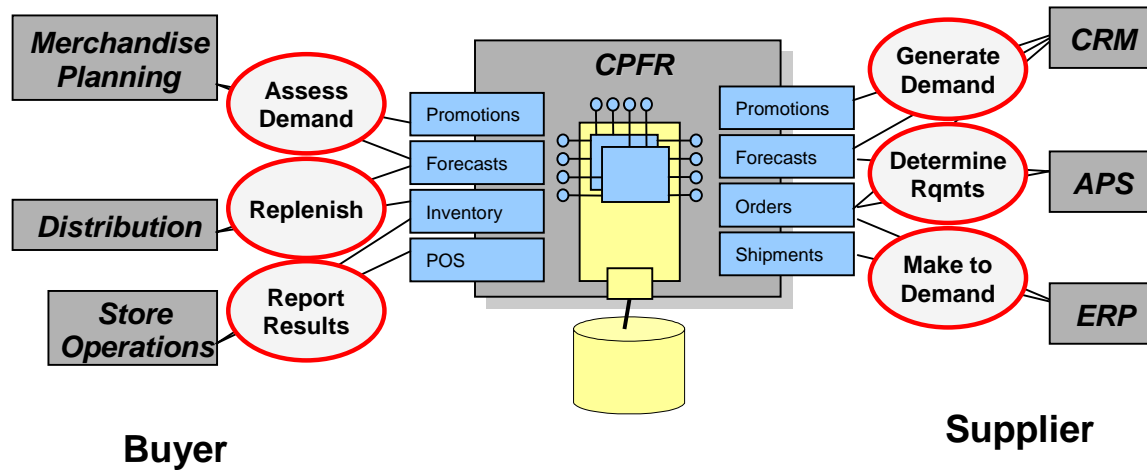 Merchandise
Planning
Assess
Demand
Distribution
Replenish
Store
Operations
Report
Results
Buyer
CPFR
Promotions
Forecasts
Inventory
POS
Promotions
Forecasts
Orders
Shipments
Generate
Demand
Determine
Rqmts
Make to
Demand
CRM
APS
ERP
Supplier